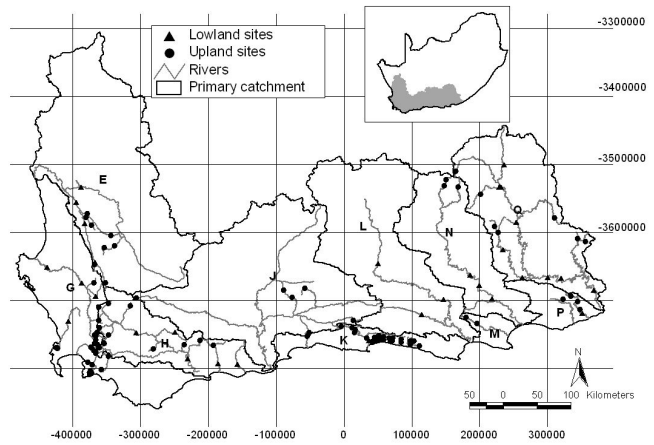 Lowland sites
Upland sites
Rivers
Primary catchment
-3300000
-3400000
-3500000
-3600000
E
L
N
Q
G
J
H
K
M
P
N
50 0 50 100 Kilometers
-400000 -300000 -200000 -100000 0 100000 200000 300000